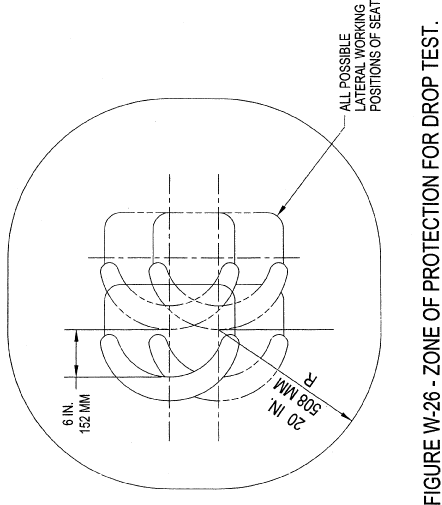 6 IN.
152 MM
20 IN.
508 MM
R
ALL POSSIBLE
LATERAL WORKING
POSITIONS OF SEAT
FIGURE W-26 - ZONE OF PROTECTION FOR DROP TEST.